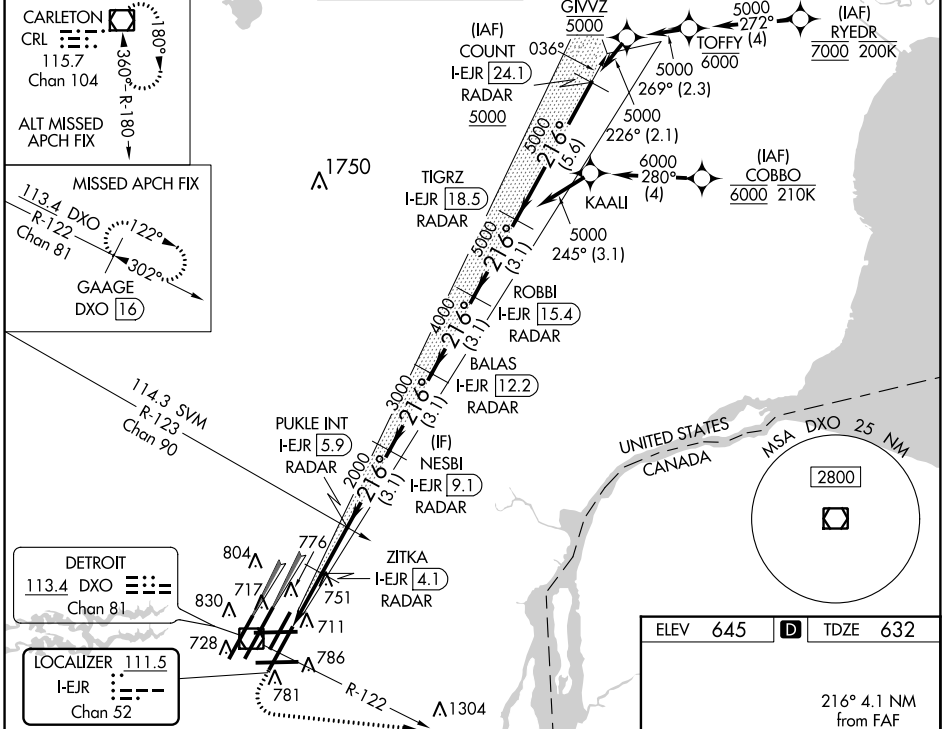 CARLETON
CRL
115.7
Chan 104
180°
360°
R-180
ALT MISSED
APCH FIX
MISSED APCH FIX
113.4 DXO
R-122
Chan 81
122°
302°
GAAGE
DXO 16
114.3 SVM
R-123
Chan 90
1750
(IAF)
COUNT
I-EJR 24.1
RADAR
5000
036°
GIVVZ
5000
5000
272°
(4)
(IAF)
RYEDR
7000 200K
TOFFY
6000
5000
269° (2.3)
5000
226° (2.1)
5000
216°
(5.6)
6000
280°
(4)
(IAF)
COBBO
6000 210K
KAALI
5000
245° (3.1)
TIGRZ
I-EJR 18.5
RADAR
5000
216°
(3.1)
ROBBI
I-EJR 15.4
RADAR
4000
216°
(3.1)
BALAS
I-EJR 12.2
RADAR
3000
216°
(3.1)
(IF)
NESBI
I-EJR 9.1
RADAR
PUKLE INT
I-EJR 5.9
RADAR
2000
216°
(3.1)
ZITKA
I-EJR 4.1
RADAR
UNITED STATES
CANADA
MSA DXO 25 NM
2800
DETROIT
113.4 DXO
Chan 81
804
776
717
751
830
711
728
786
781
R-122
1304
LOCALIZER 111.5
I-EJR
Chan 52
ELEV 645 D TDZE 632
216° 4.1 NM
from FAF